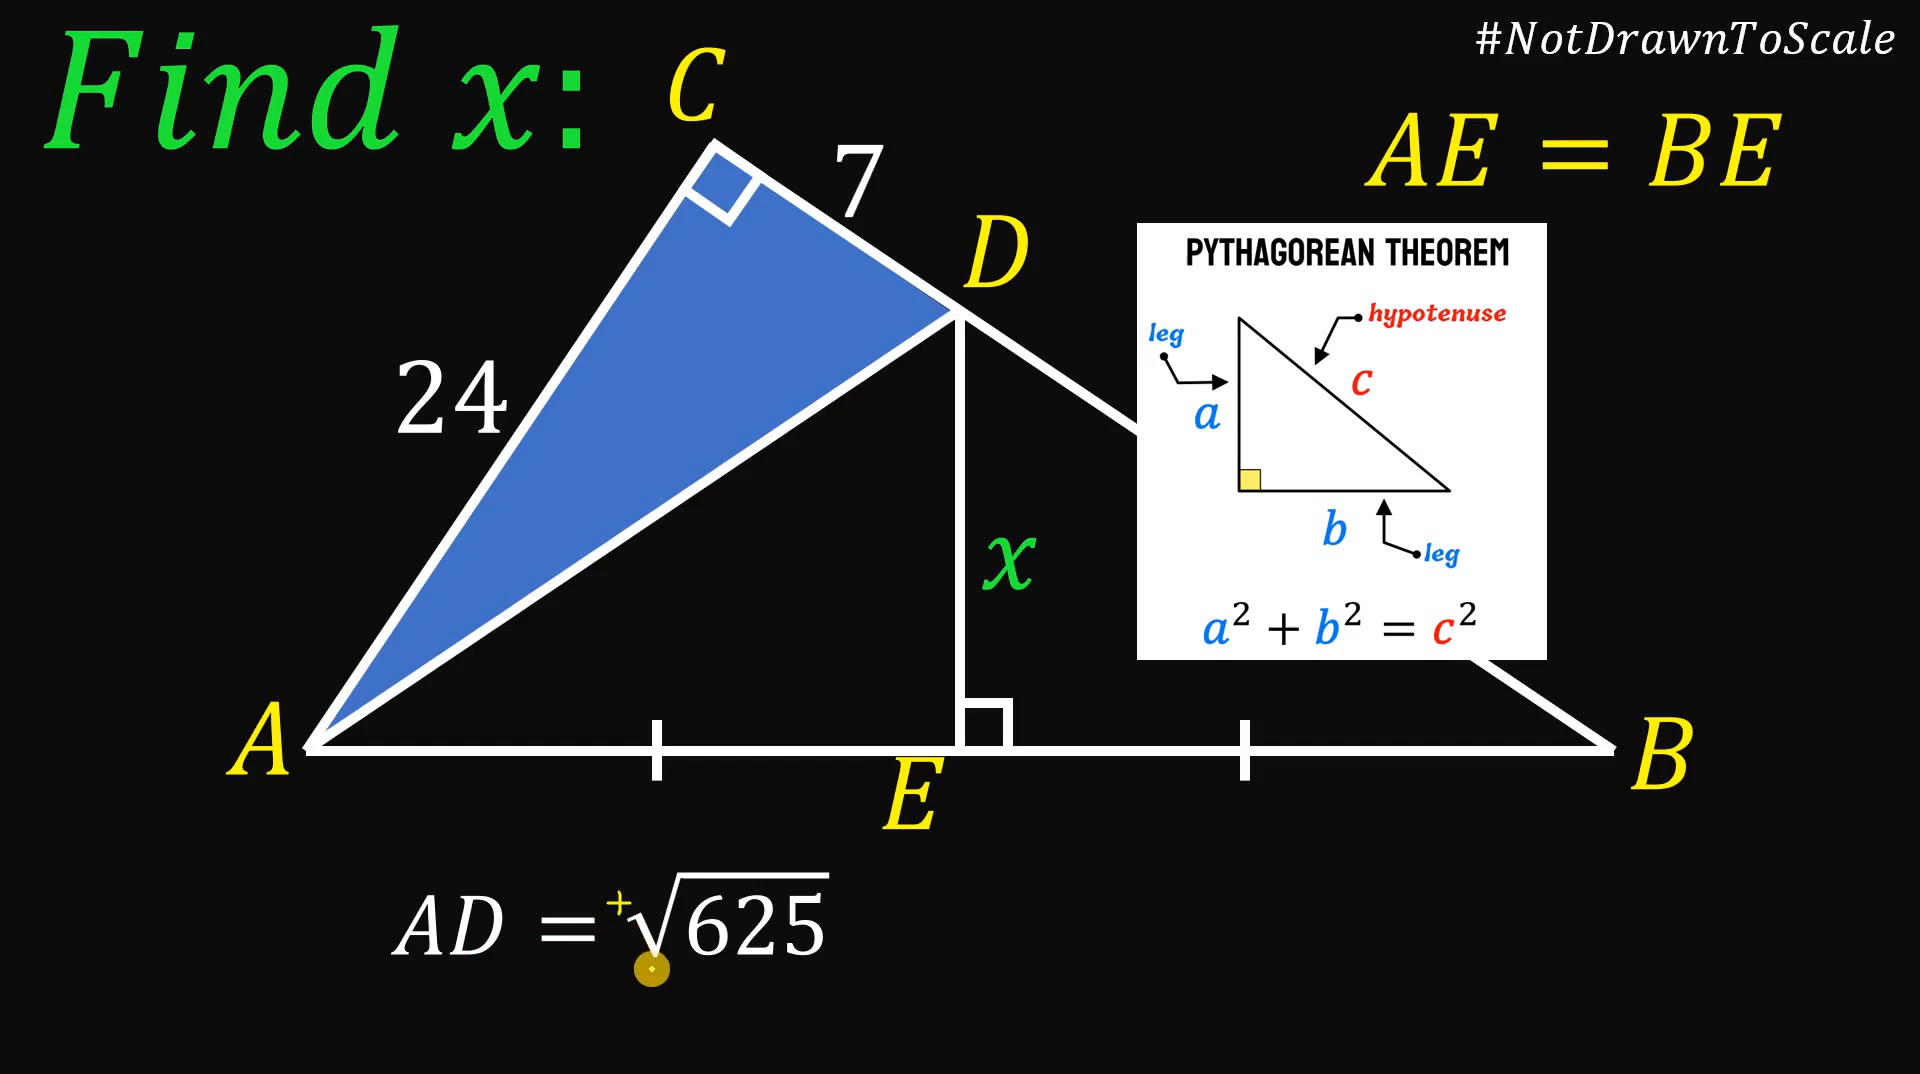 Find x:
#NotDrawnToScale
C
7
AE = BE
D
PYTHAGOREAN THEOREM
hypotenuse
leg
c
a
24
b
leg
x
a² + b² = c²
A
B
E
AD = +√625